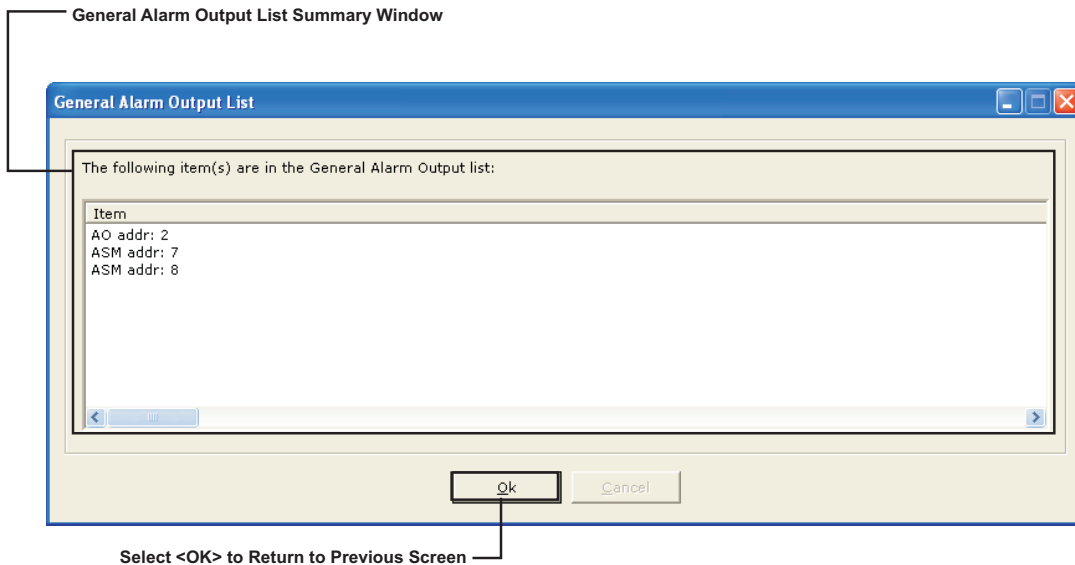 General Alarm Output List Summary Window
General Alarm Output List
The following item(s) are in the General Alarm Output list:
Item
AO addr: 2
ASM addr: 7
ASM addr: 8
Ok
Cancel
Select <OK> to Return to Previous Screen